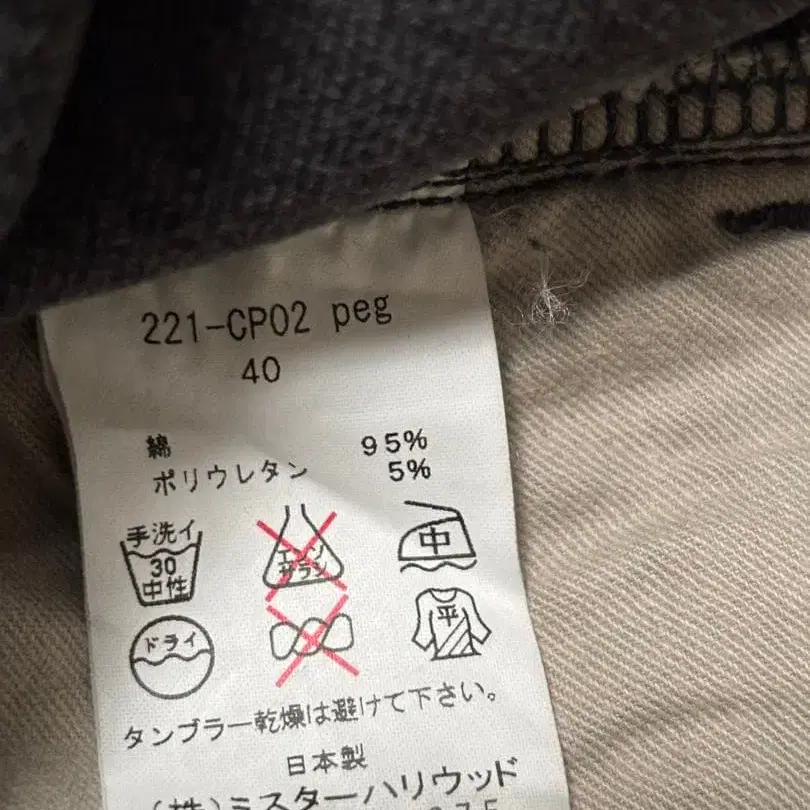 221-CP02 peg
40
綿 95%
ポリウレタン 5%
手洗イ
30
中性
エンソ
サラシ
中
ドライ
平
タンブラー乾燥は避けて下さい。
日本製
(株)ミスターハリウッド